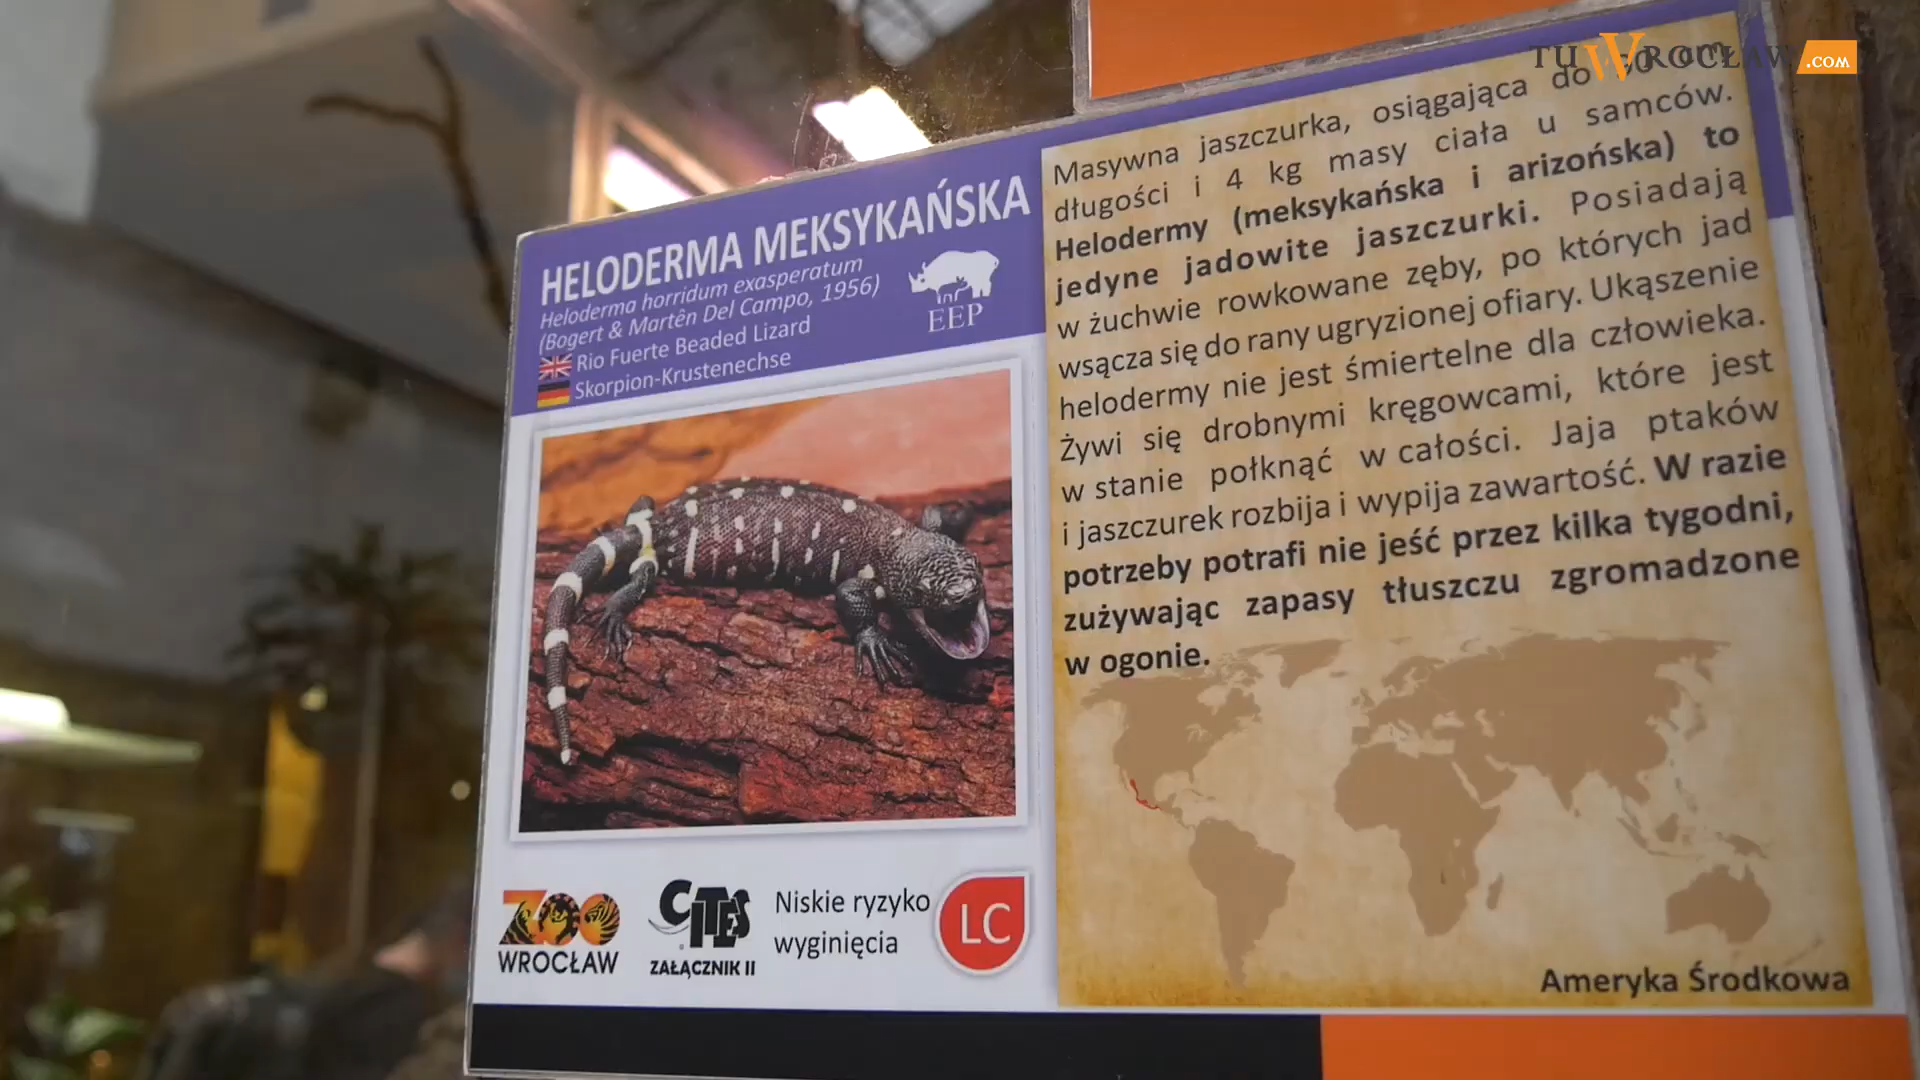 TUWROCŁAW.COM
HELODERMA MEKSYKAŃSKA
Heloderma horridum exasperatum
(Bogert & Martên Del Campo, 1956)
Rio Fuerte Beaded Lizard
Skorpion-Krustenechse
EEP
Masywna jaszczurka, osiągająca do
długości i 4 kg masy ciała u samców.
Helodermy (meksykańska i arizońska) to
jedyne jadowite jaszczurki. Posiadają
w żuchwie rowkowane zęby, po których jad
wsącza się do rany ugryzionej ofiary. Ukąszenie
helodermy nie jest śmiertelne dla człowieka.
Żywi się drobnymi kręgowcami, które jest
w stanie połknąć w całości. Jaja ptaków
i jaszczurek rozbija i wypija zawartość. W razie
potrzeby potrafi nie jeść przez kilka tygodni,
zużywając zapasy tłuszczu zgromadzone
w ogonie.
ZOO
WROCŁAW
CITES
ZAŁĄCZNIK II
Niskie ryzyko
wyginięcia
LC
Ameryka Środkowa